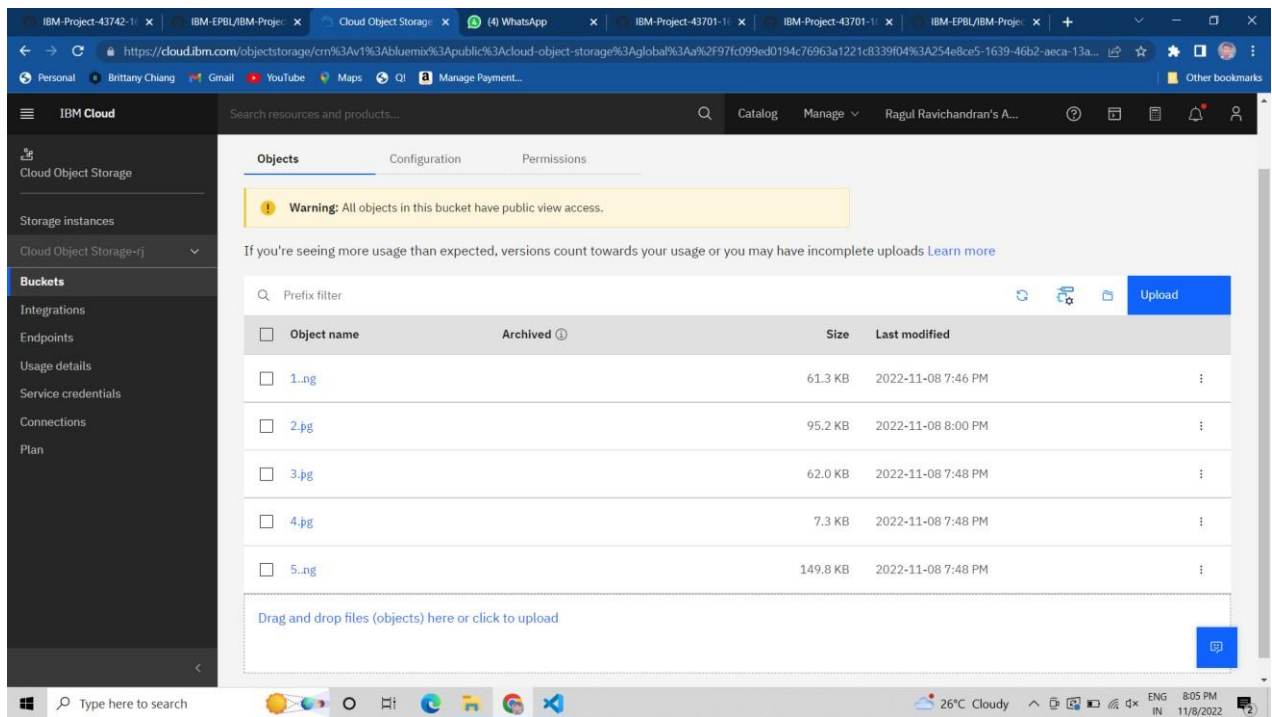 IBM-Project-43742-1 IBM-EPBL/IBM-Projec Cloud Object Storage (4) WhatsApp IBM-Project-43701-1 IBM-Project-43701-1 IBM-EPBL/IBM-Projec
https://cloud.ibm.com/objectstorage/crn%3Av1%3Abluemix%3Apublic%3Acloud-object-storage%3Aglobal%3Aa%2F97fc099ed0194c76963a1221c8339f04%3A254e8ce5-1639-46b2-aeca-13a...
Personal Brittany Chiang Gmail YouTube Maps Q! Manage Payment... Other bookmarks
IBM Cloud Search resources and products... Catalog Manage Ragul Ravichandran's A...
Cloud Object Storage
Storage instances
Cloud Object Storage-rj
Buckets
Integrations
Endpoints
Usage details
Service credentials
Connections
Plan
Objects Configuration Permissions
Warning: All objects in this bucket have public view access.
If you're seeing more usage than expected, versions count towards your usage or you may have incomplete uploads Learn more
Prefix filter Upload
Object name Archived Size Last modified
1..ng 61.3 KB 2022-11-08 7:46 PM
2.pg 95.2 KB 2022-11-08 8:00 PM
3.pg 62.0 KB 2022-11-08 7:48 PM
4.pg 7.3 KB 2022-11-08 7:48 PM
5..ng 149.8 KB 2022-11-08 7:48 PM
Drag and drop files (objects) here or click to upload
Type here to search 26°C Cloudy ENG IN 8:05 PM 11/8/2022 2